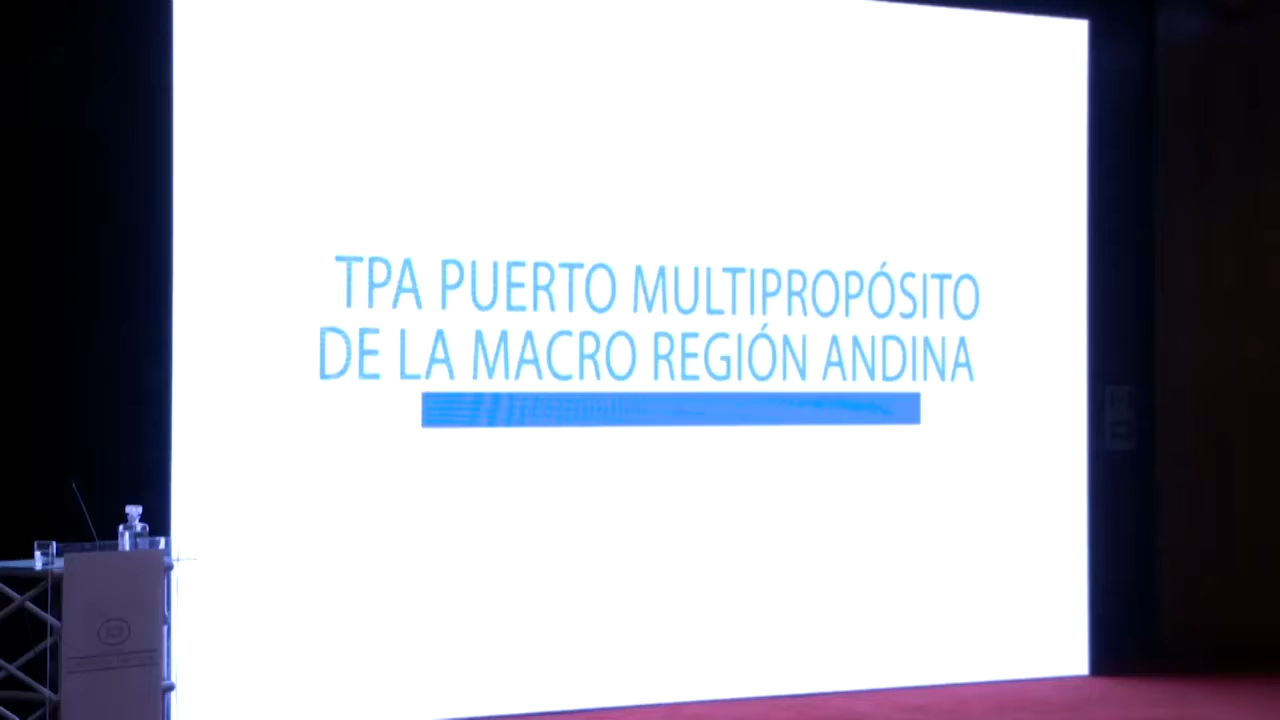 TPA PUERTO MULTIPROPÓSITO
DE LA MACRO REGIÓN ANDINA